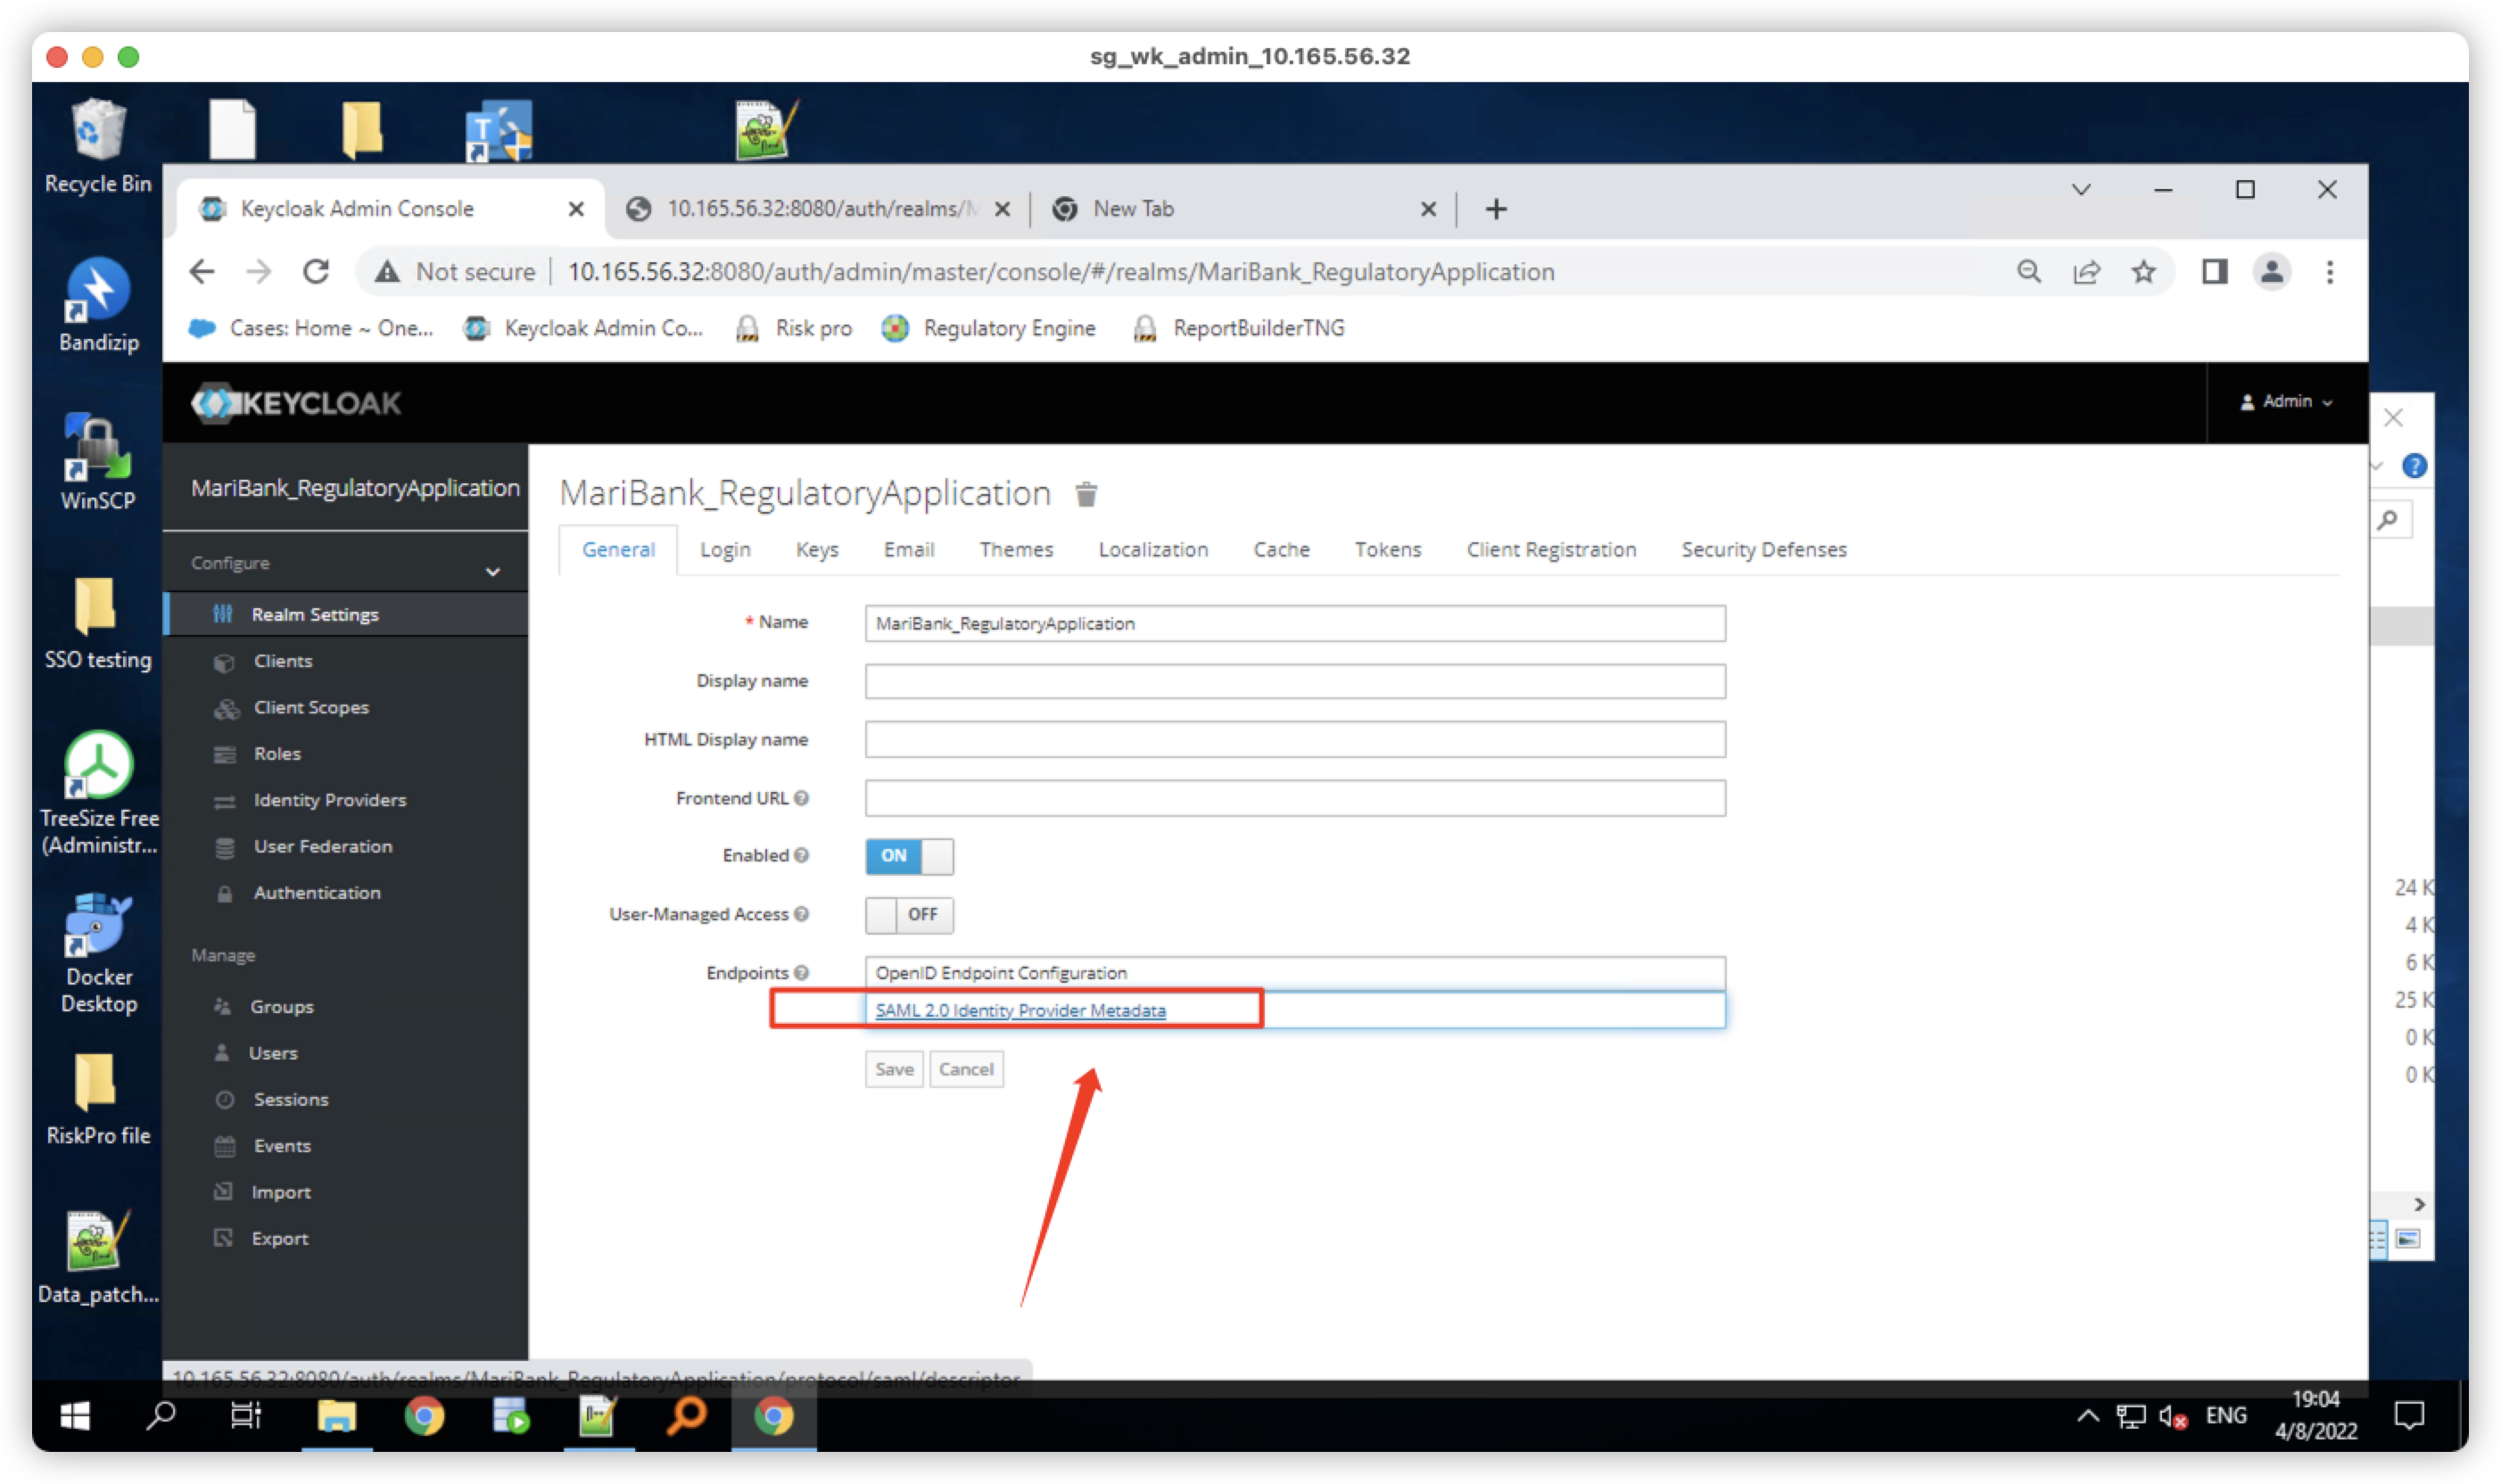 sg_wk_admin_10.165.56.32
Recycle Bin
Keycloak Admin Console
10.165.56.32:8080/auth/realms/M
New Tab
Not secure
10.165.56.32:8080/auth/admin/master/console/#/realms/MariBank_RegulatoryApplication
Cases: Home ~ One...
Keycloak Admin Co...
Risk pro
Regulatory Engine
ReportBuilderTNG
Bandizip
KEYCLOAK
Admin
WinSCP
MariBank_RegulatoryApplication
MariBank_RegulatoryApplication
General
Login
Keys
Email
Themes
Localization
Cache
Tokens
Client Registration
Security Defenses
Configure
Realm Settings
Clients
Client Scopes
Roles
Identity Providers
User Federation
Authentication
Manage
Groups
Users
Sessions
Events
Import
Export
* Name
MariBank_RegulatoryApplication
Display name
HTML Display name
Frontend URL
Enabled
ON
User-Managed Access
OFF
Endpoints
OpenID Endpoint Configuration
SAML 2.0 Identity Provider Metadata
Save
Cancel
SSO testing
TreeSize Free
(Administr...
Docker
Desktop
RiskPro file
Data_patch...
24 K
4 K
6 K
25 K
0 K
0 K
10.165.56.32:8080/auth/realms/MariBank_RegulatoryApplication/protocol/saml/descriptor
ENG
19:04
4/8/2022